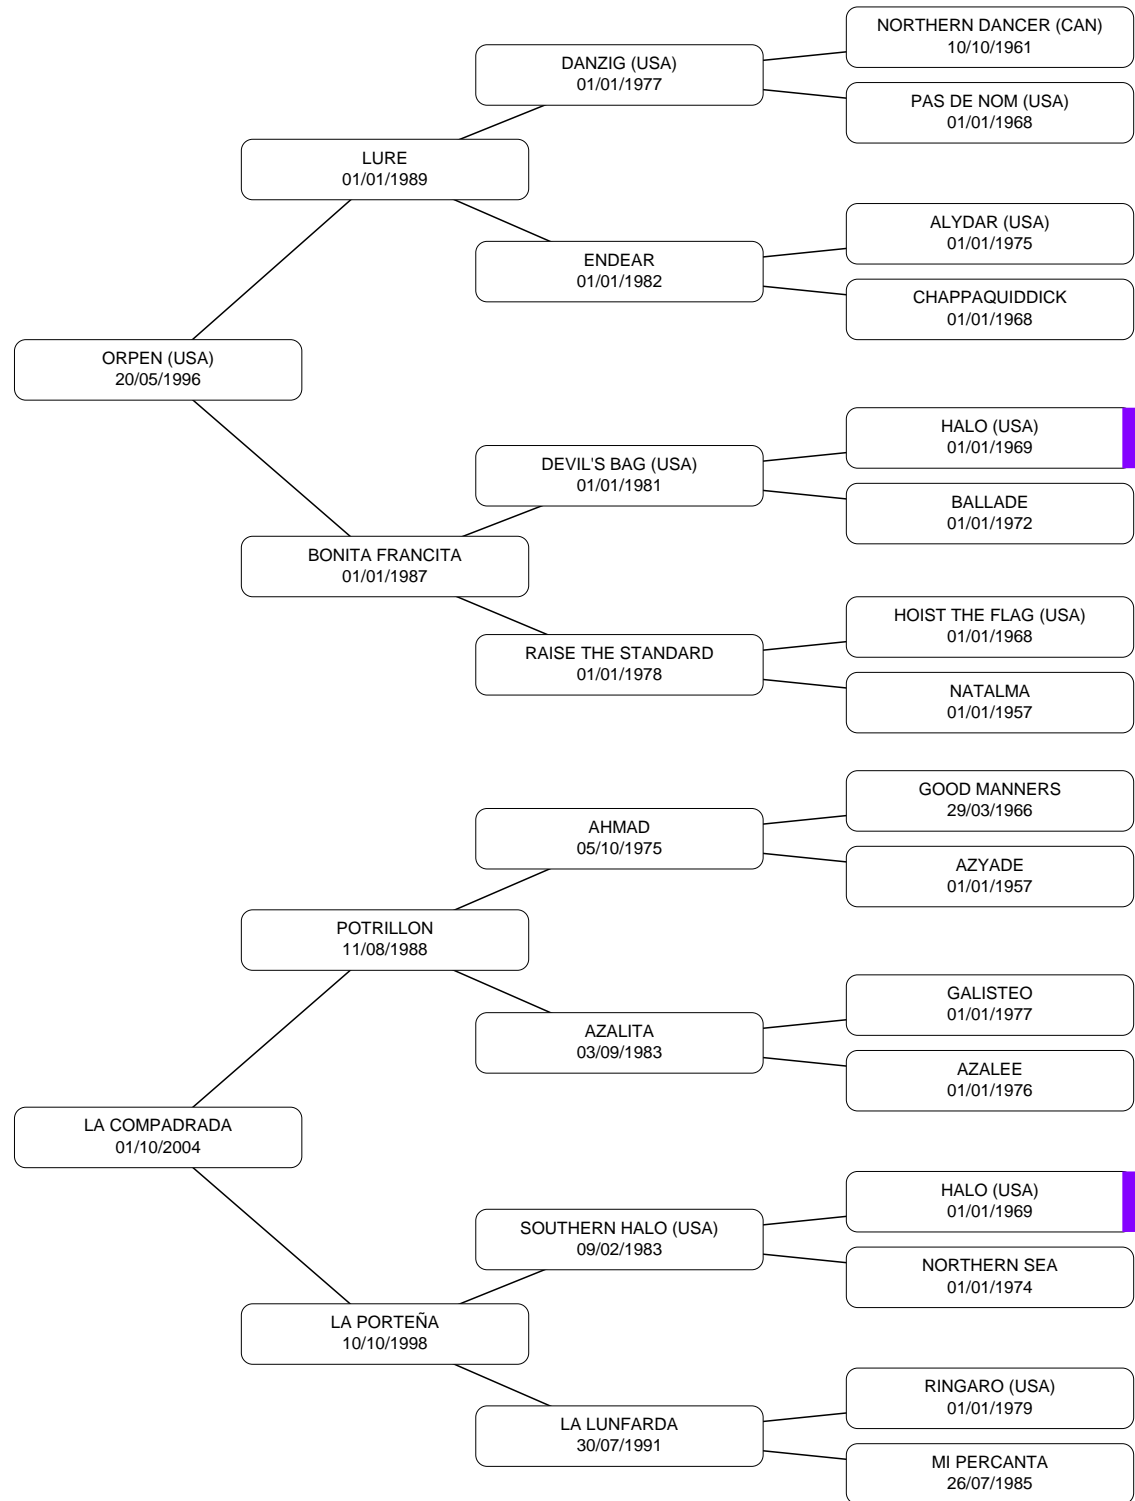 NORTHERN DANCER (CAN)
10/10/1961
DANZIG (USA)
01/01/1977
PAS DE NOM (USA)
01/01/1968
LURE
01/01/1989
ALYDAR (USA)
01/01/1975
ENDEAR
01/01/1982
CHAPPAQUIDDICK
01/01/1968
ORPEN (USA)
20/05/1996
HALO (USA)
01/01/1969
DEVIL'S BAG (USA)
01/01/1981
BALLADE
01/01/1972
BONITA FRANCITA
01/01/1987
HOIST THE FLAG (USA)
01/01/1968
RAISE THE STANDARD
01/01/1978
NATALMA
01/01/1957
GOOD MANNERS
29/03/1966
AHMAD
05/10/1975
AZYADE
01/01/1957
POTRILLON
11/08/1988
GALISTEO
01/01/1977
AZALITA
03/09/1983
AZALEE
01/01/1976
LA COMPADRADA
01/10/2004
HALO (USA)
01/01/1969
SOUTHERN HALO (USA)
09/02/1983
NORTHERN SEA
01/01/1974
LA PORTEÑA
10/10/1998
RINGARO (USA)
01/01/1979
LA LUNFARDA
30/07/1991
MI PERCANTA
26/07/1985